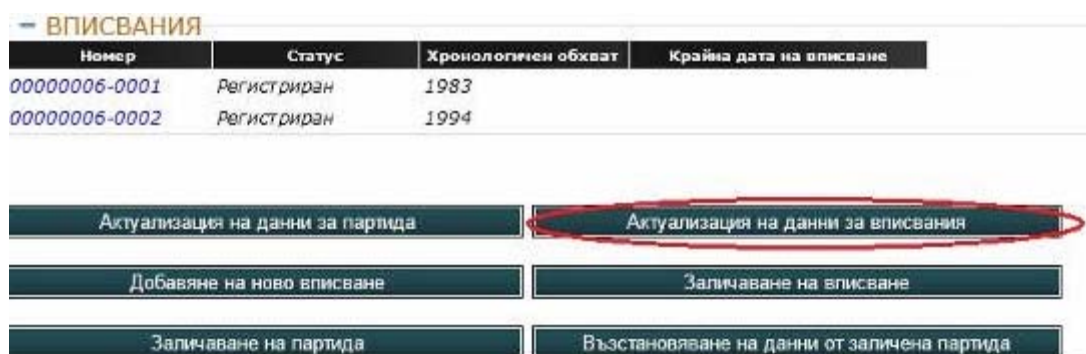 − ВПИСВАНИЯ
Номер Статус Хронологичен обхват Крайна дата на вписване
00000006-0001 Регистриран 1983
00000006-0002 Регистриран 1994
Актуализация на данни за партида Актуализация на данни за вписвания
Добавяне на ново вписване Заличаване на вписване
Заличаване на партида Възстановяване на данни от заличена партида